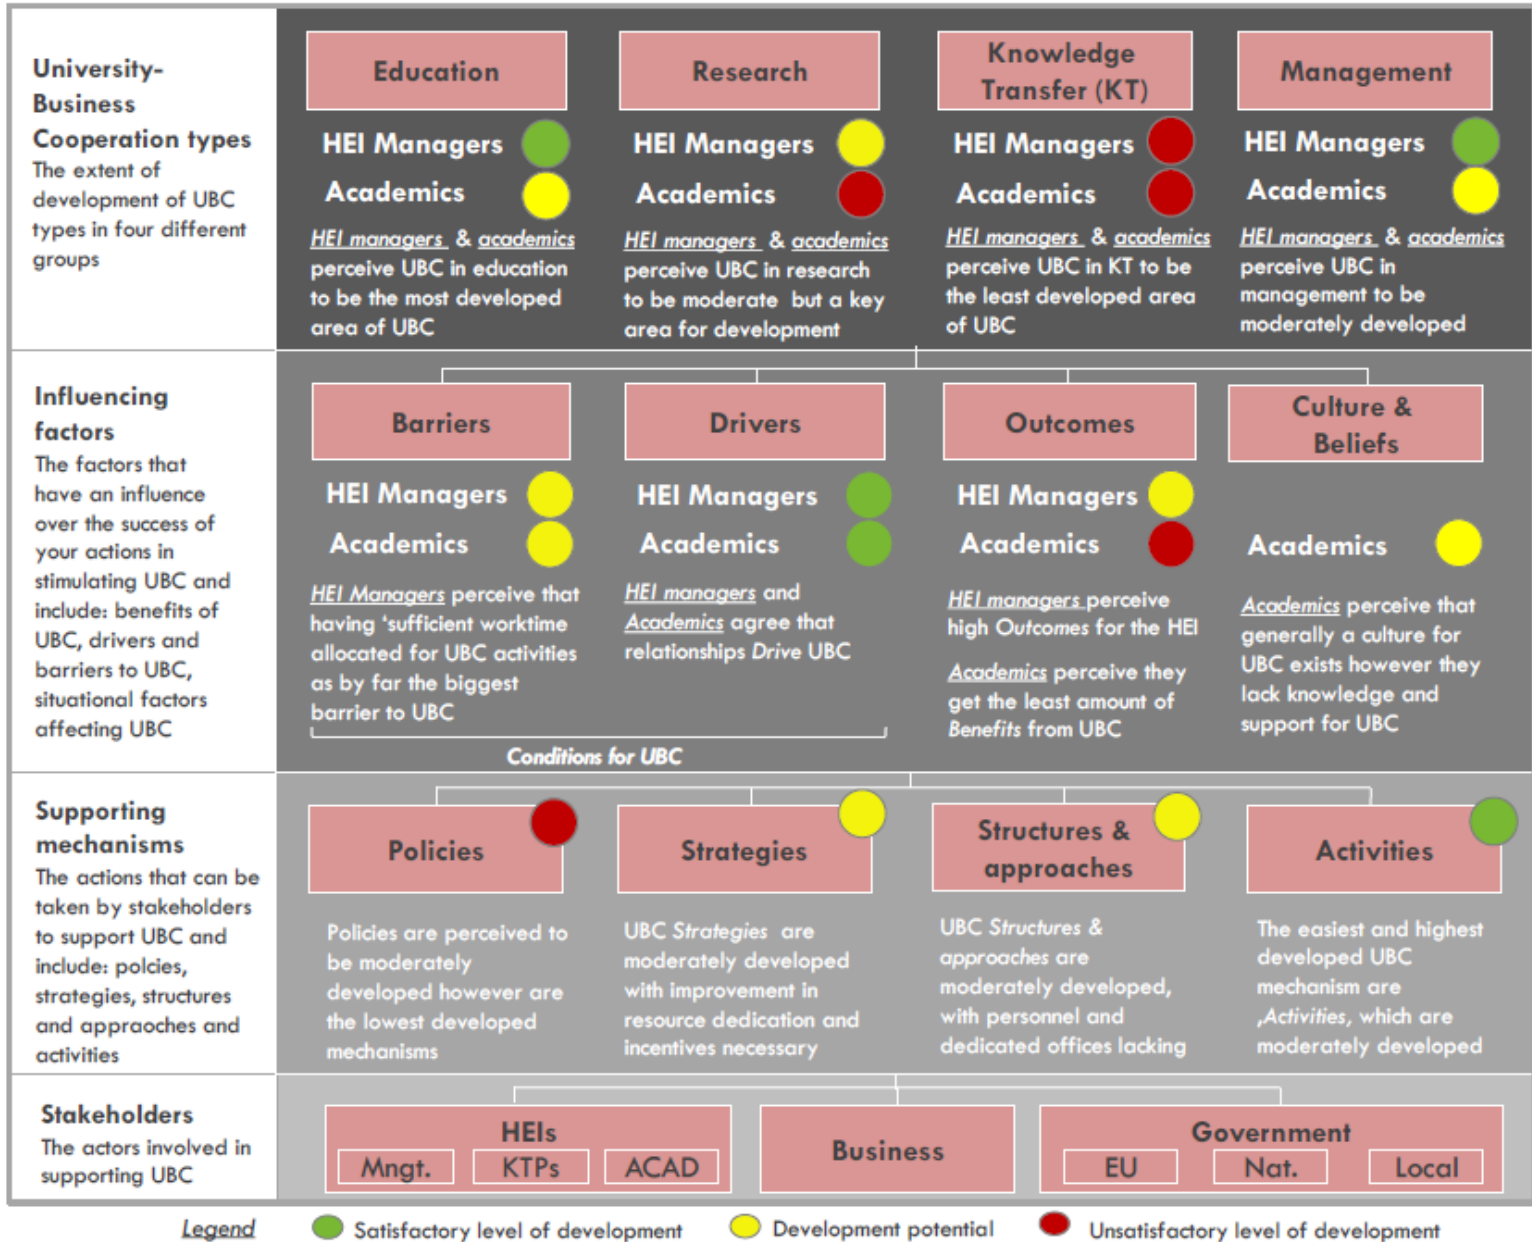 University-
Business
Cooperation types
The extent of
development of UBC
types in four different
groups
Education
HEI Managers
Academics
HEI managers & academics
perceive UBC in education
to be the most developed
area of UBC
Research
HEI Managers
Academics
HEI managers & academics
perceive UBC in research
to be moderate but a key
area for development
Knowledge
Transfer (KT)
HEI Managers
Academics
HEI managers & academics
perceive UBC in KT to be
the least developed area
of UBC
Management
HEI Managers
Academics
HEI managers & academics
perceive UBC in
management to be
moderately developed
Influencing
factors
The factors that
have an influence
over the success of
your actions in
stimulating UBC and
include: benefits of
UBC, drivers and
barriers to UBC,
situational factors
affecting UBC
Barriers
HEI Managers
Academics
HEI Managers perceive that
having ‘sufficient worktime
allocated for UBC activities
as by far the biggest
barrier to UBC
Drivers
HEI Managers
Academics
HEI managers and
Academics agree that
relationships Drive UBC
Conditions for UBC
Outcomes
HEI Managers
Academics
HEI managers perceive
high Outcomes for the HEI
Academics perceive they
get the least amount of
Benefits from UBC
Culture &
Beliefs
Academics
Academics perceive that
generally a culture for
UBC exists however they
lack knowledge and
support for UBC
Supporting
mechanisms
The actions that can be
taken by stakeholders
to support UBC and
include: polcies,
strategies, structures
and appraoches and
activities
Policies
Policies are perceived to
be moderately
developed however are
the lowest developed
mechanisms
Strategies
UBC Strategies are
moderately developed
with improvement in
resource dedication and
incentives necessary
Structures &
approaches
UBC Structures &
approaches are
moderately developed,
with personnel and
dedicated offices lacking
Activities
The easiest and highest
developed UBC
mechanism are
,Activities, which are
moderately developed
Stakeholders
The actors involved in
supporting UBC
HEIs
Mngt. KTPs ACAD
Business
Government
EU Nat. Local
Legend Satisfactory level of development Development potential Unsatisfactory level of development